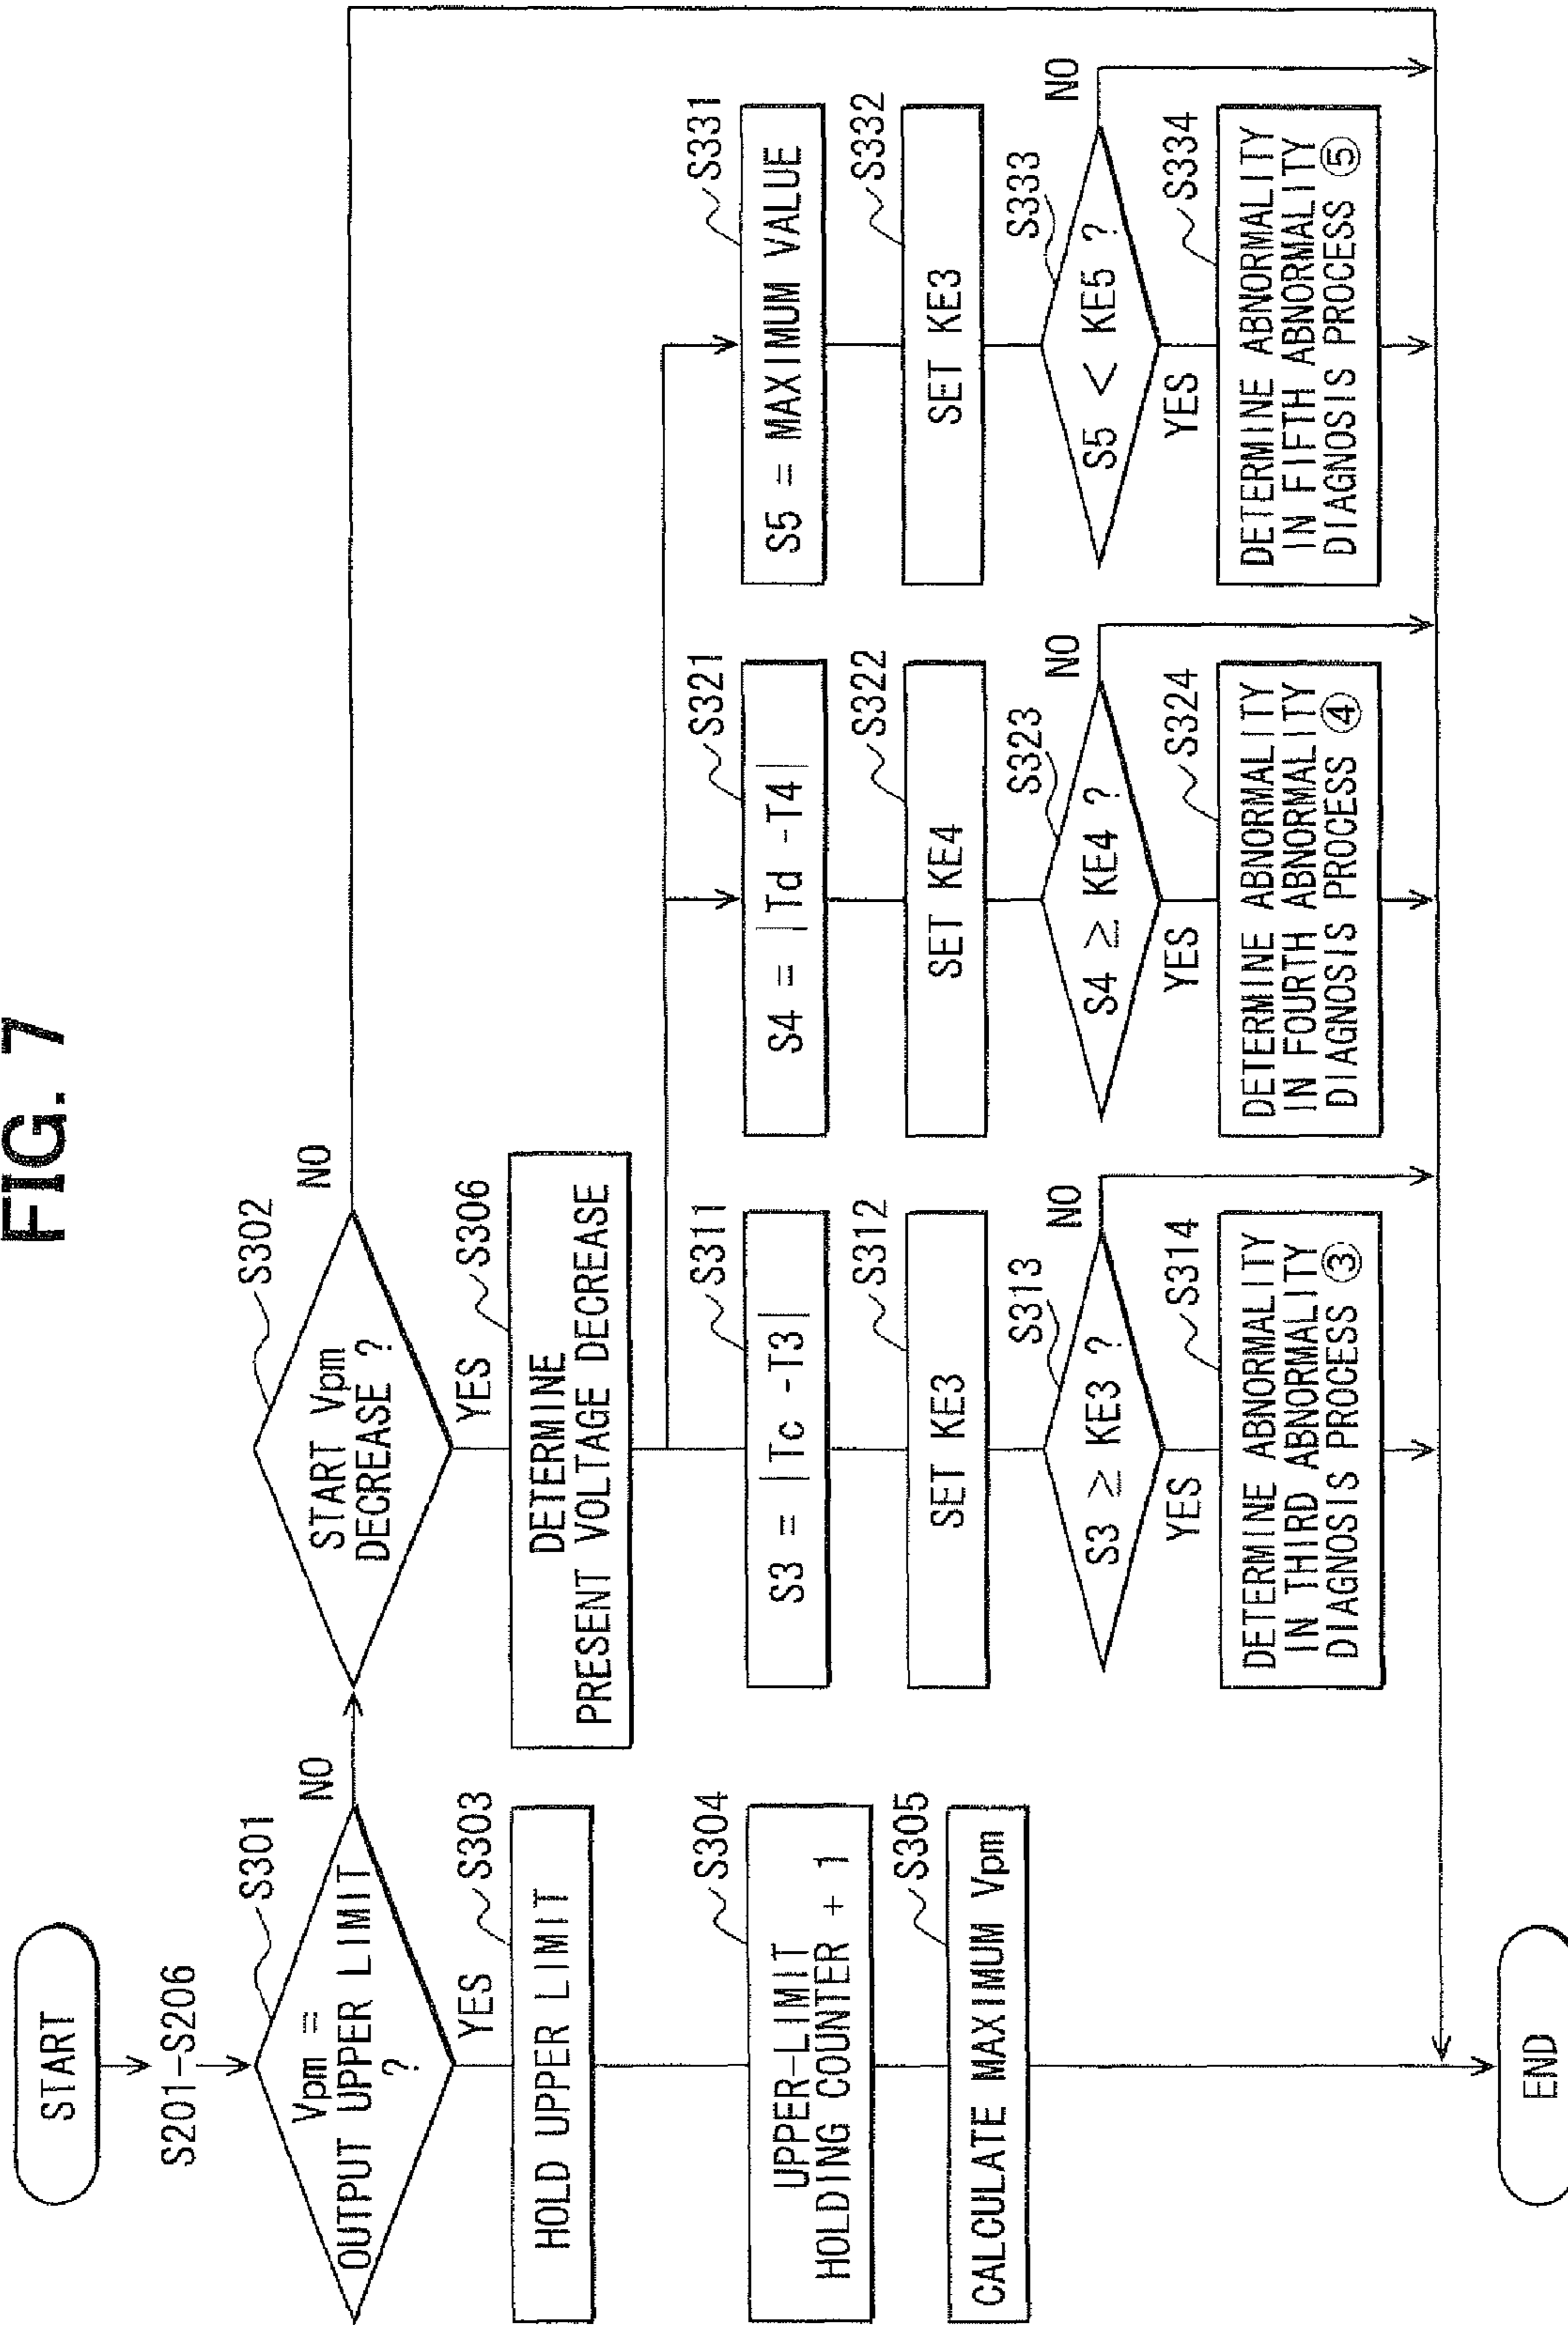 FIG. 7
START
S201-S206
S301
Vpm =
OUTPUT UPPER LIMIT
?
NO
YES
S303
HOLD UPPER LIMIT
S304
UPPER-LIMIT
HOLDING COUNTER + 1
S305
CALCULATE MAXIMUM Vpm
S302
START Vpm
DECREASE ?
NO
YES
S306
DETERMINE
PRESENT VOLTAGE DECREASE
S311
S3 = |Tc -T3|
S312
SET KE3
S313
S3 ≥ KE3 ?
NO
YES
S314
DETERMINE ABNORMALITY
IN THIRD ABNORMALITY
DIAGNOSIS PROCESS ③
S321
S4 = |Td -T4|
S322
SET KE4
S323
S4 ≥ KE4 ?
NO
YES
S324
DETERMINE ABNORMALITY
IN FOURTH ABNORMALITY
DIAGNOSIS PROCESS ④
S331
S5 = MAXIMUM VALUE
S332
SET KE3
S333
S5 < KE5 ?
NO
YES
S334
DETERMINE ABNORMALITY
IN FIFTH ABNORMALITY
DIAGNOSIS PROCESS ⑤
END